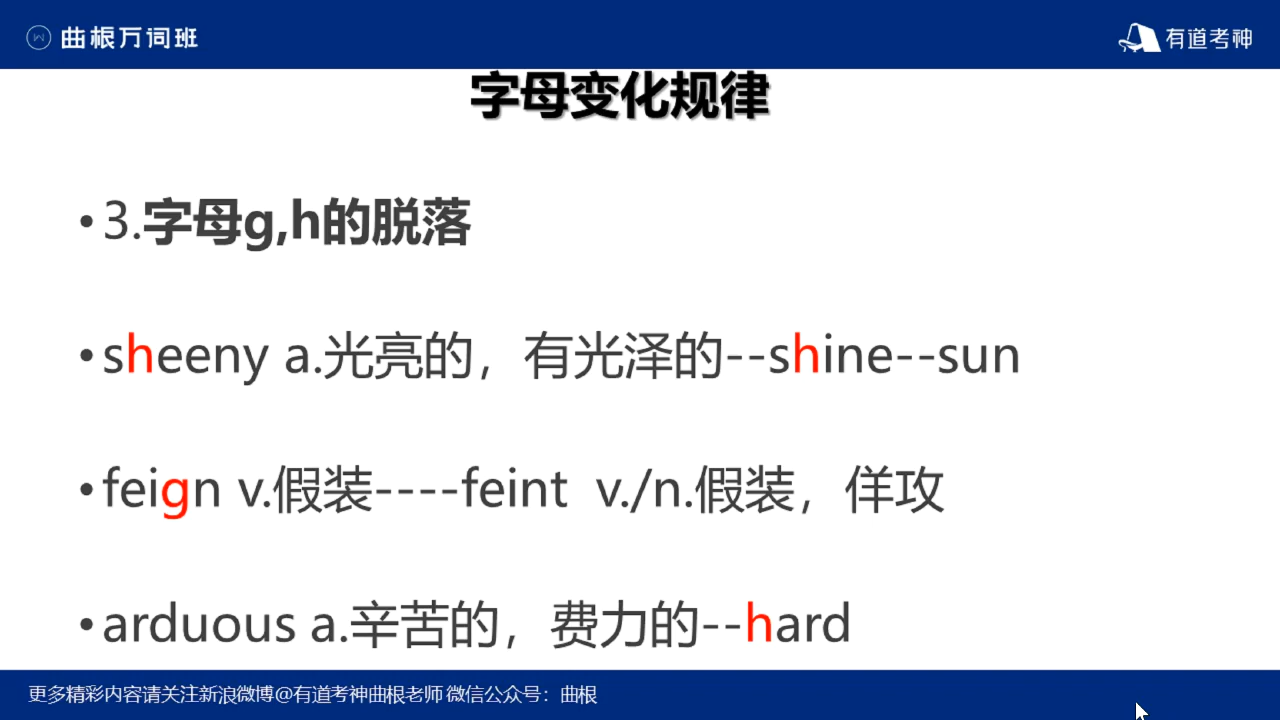 曲根万词班
有道考神
字母变化规律
•3.字母g,h的脱落
•sheeny a.光亮的，有光泽的--shine--sun
•feign v.假装----feint  v./n.假装，佯攻
•arduous a.辛苦的，费力的--hard
更多精彩内容请关注新浪微博@有道考神曲根老师 微信公众号：曲根